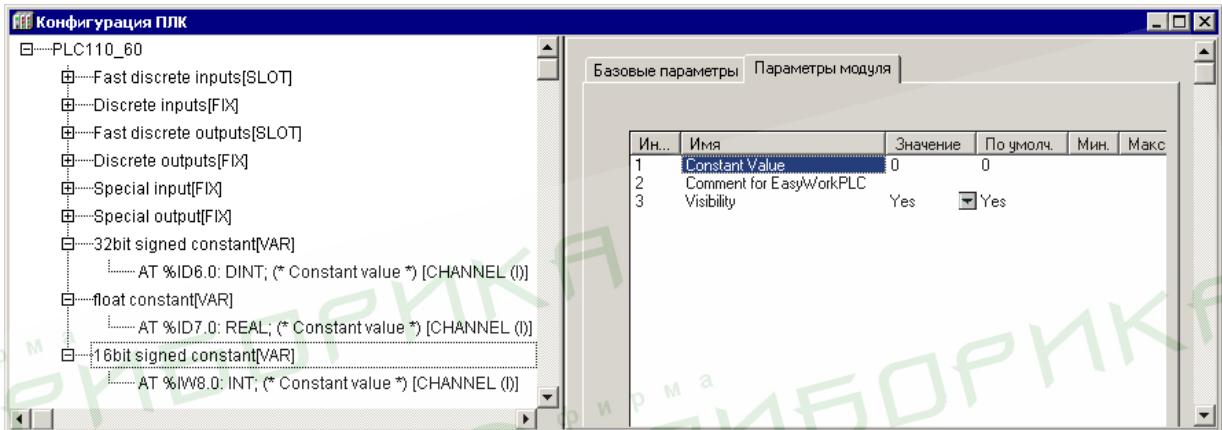 Конфигурация ПЛК
PLC110_60
Fast discrete inputs[SLOT]
Discrete inputs[FIX]
Fast discrete outputs[SLOT]
Discrete outputs[FIX]
Special input[FIX]
Special output[FIX]
32bit signed constant[VAR]
AT %ID6.0: DINT; (* Constant value *) [CHANNEL (I)]
float constant[VAR]
AT %ID7.0: REAL; (* Constant value *) [CHANNEL (I)]
16bit signed constant[VAR]
AT %IW8.0: INT; (* Constant value *) [CHANNEL (I)]
Базовые параметры Параметры модуля
Ин... Имя Значение По умолч. Мин. Макс
1 Constant Value 0 0
2 Comment for EasyWorkPLC
3 Visibility Yes Yes
фирма
ПРИБОРИКА